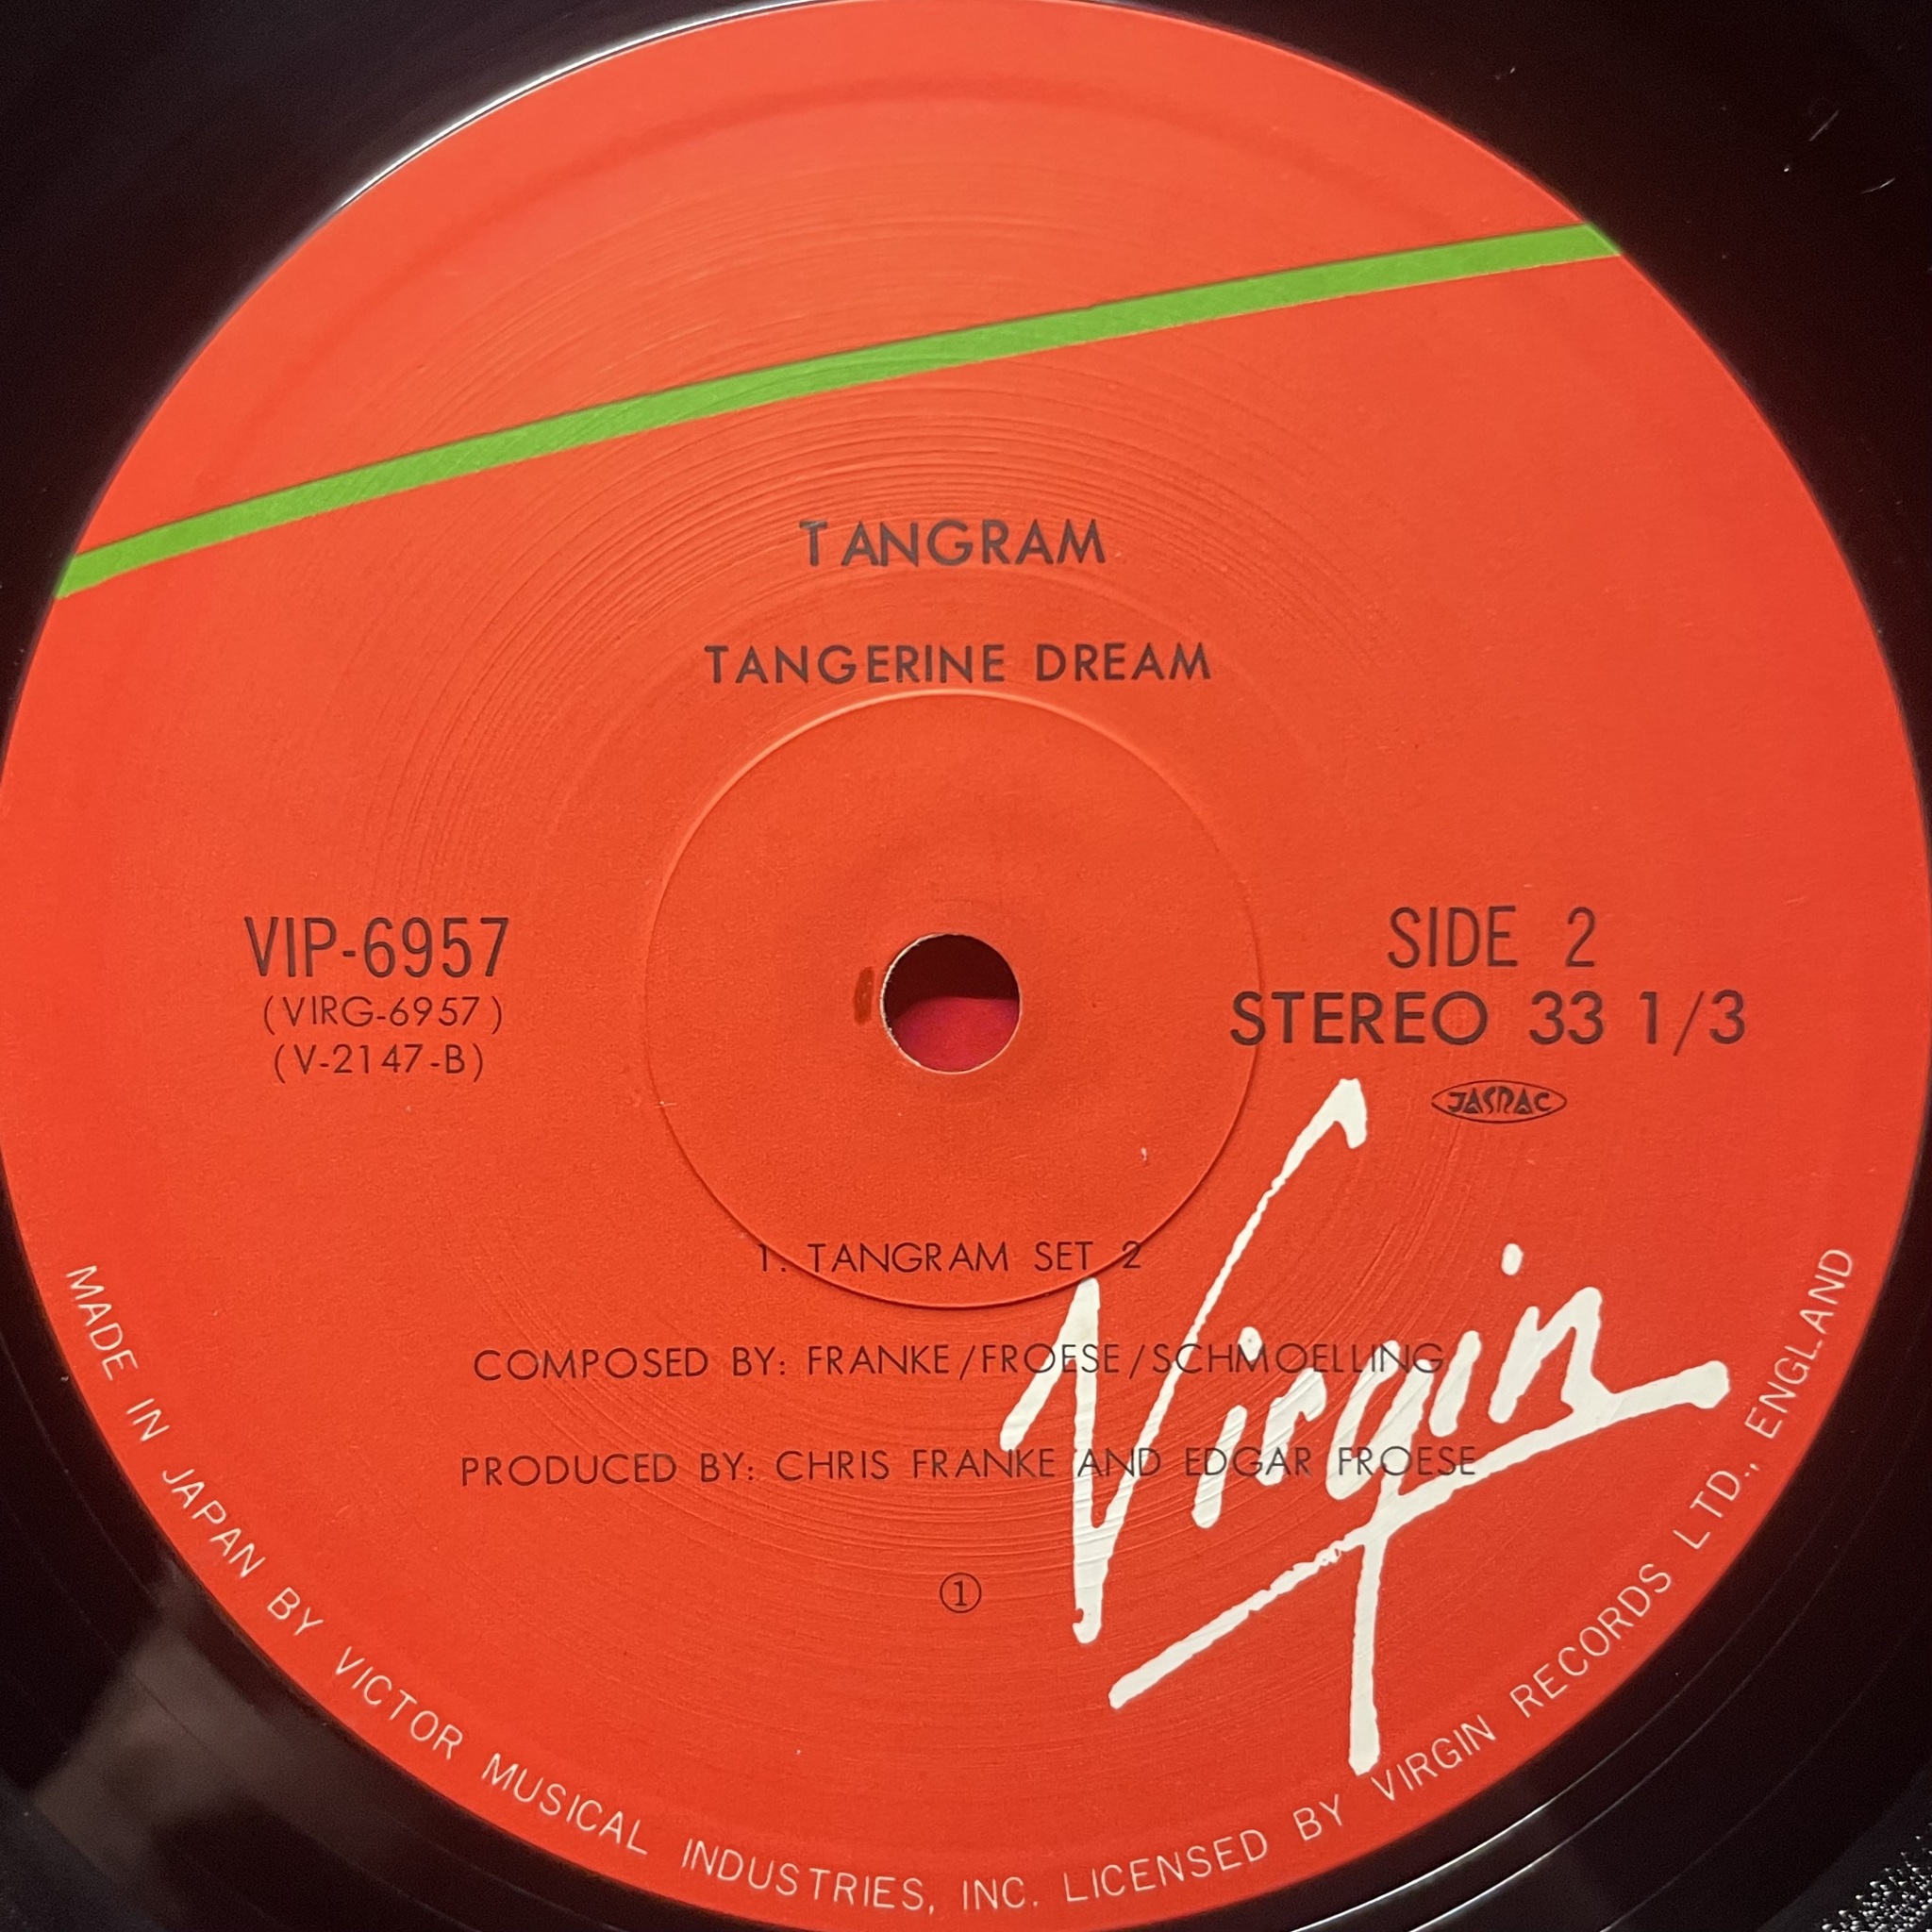 TANGRAM
TANGERINE DREAM
VIP-6957
(VIRG-6957)
(V-2147-B)
SIDE 2
STEREO 33 1/3
JASRAC
1. TANGRAM SET 2
COMPOSED BY: FRANKE/FROESE/SCHMOELLING
PRODUCED BY: CHRIS FRANKE AND EDGAR FROESE
Virgin
①
MADE IN JAPAN BY VICTOR MUSICAL INDUSTRIES, INC. LICENSED BY VIRGIN RECORDS LTD., ENGLAND